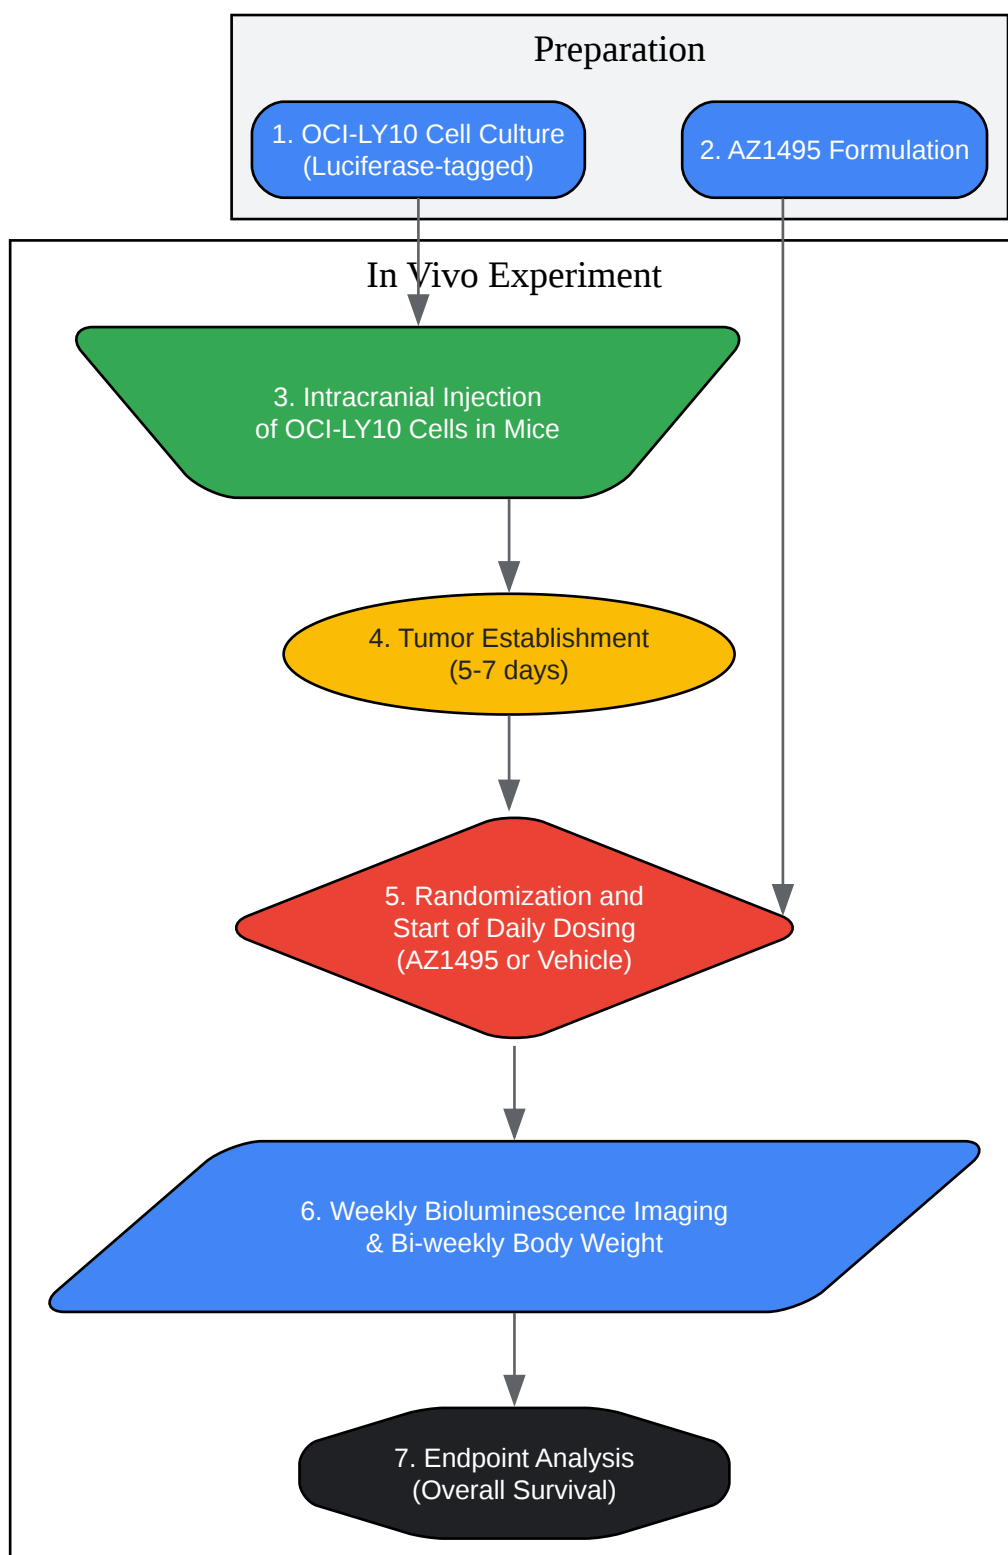 Preparation
1. OCI-LY10 Cell Culture
(Luciferase-tagged)
2. AZ1495 Formulation
In Vivo Experiment
3. Intracranial Injection
of OCI-LY10 Cells in Mice
4. Tumor Establishment
(5-7 days)
5. Randomization and
Start of Daily Dosing
(AZ1495 or Vehicle)
6. Weekly Bioluminescence Imaging
& Bi-weekly Body Weight
7. Endpoint Analysis
(Overall Survival)